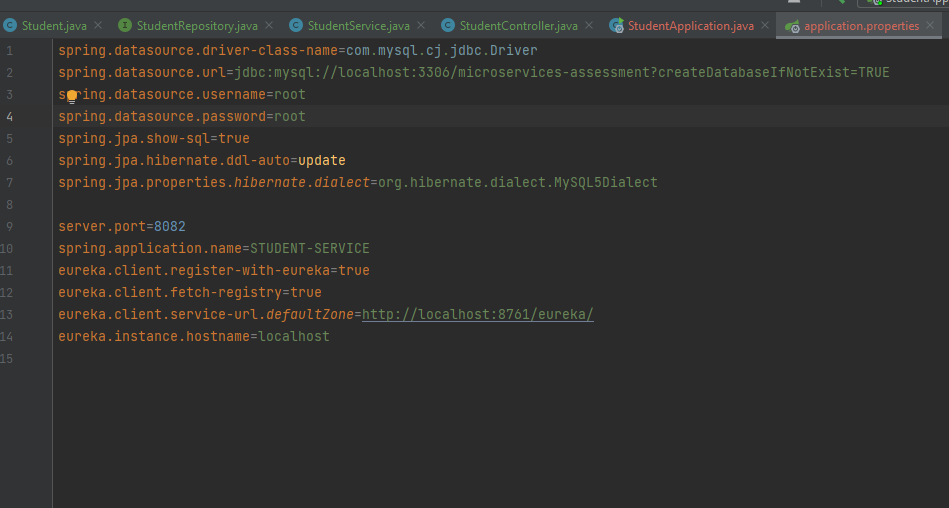 Student.java StudentRepository.java StudentService.java StudentController.java StudentApplication.java application.properties
1 spring.datasource.driver-class-name=com.mysql.cj.jdbc.Driver
2 spring.datasource.url=jdbc:mysql://localhost:3306/microservices-assessment?createDatabaseIfNotExist=TRUE
3 spring.datasource.username=root
4 spring.datasource.password=root
5 spring.jpa.show-sql=true
6 spring.jpa.hibernate.ddl-auto=update
7 spring.jpa.properties.hibernate.dialect=org.hibernate.dialect.MySQL5Dialect
8
9 server.port=8082
10 spring.application.name=STUDENT-SERVICE
11 eureka.client.register-with-eureka=true
12 eureka.client.fetch-registry=true
13 eureka.client.service-url.defaultZone=http://localhost:8761/eureka/
14 eureka.instance.hostname=localhost
15